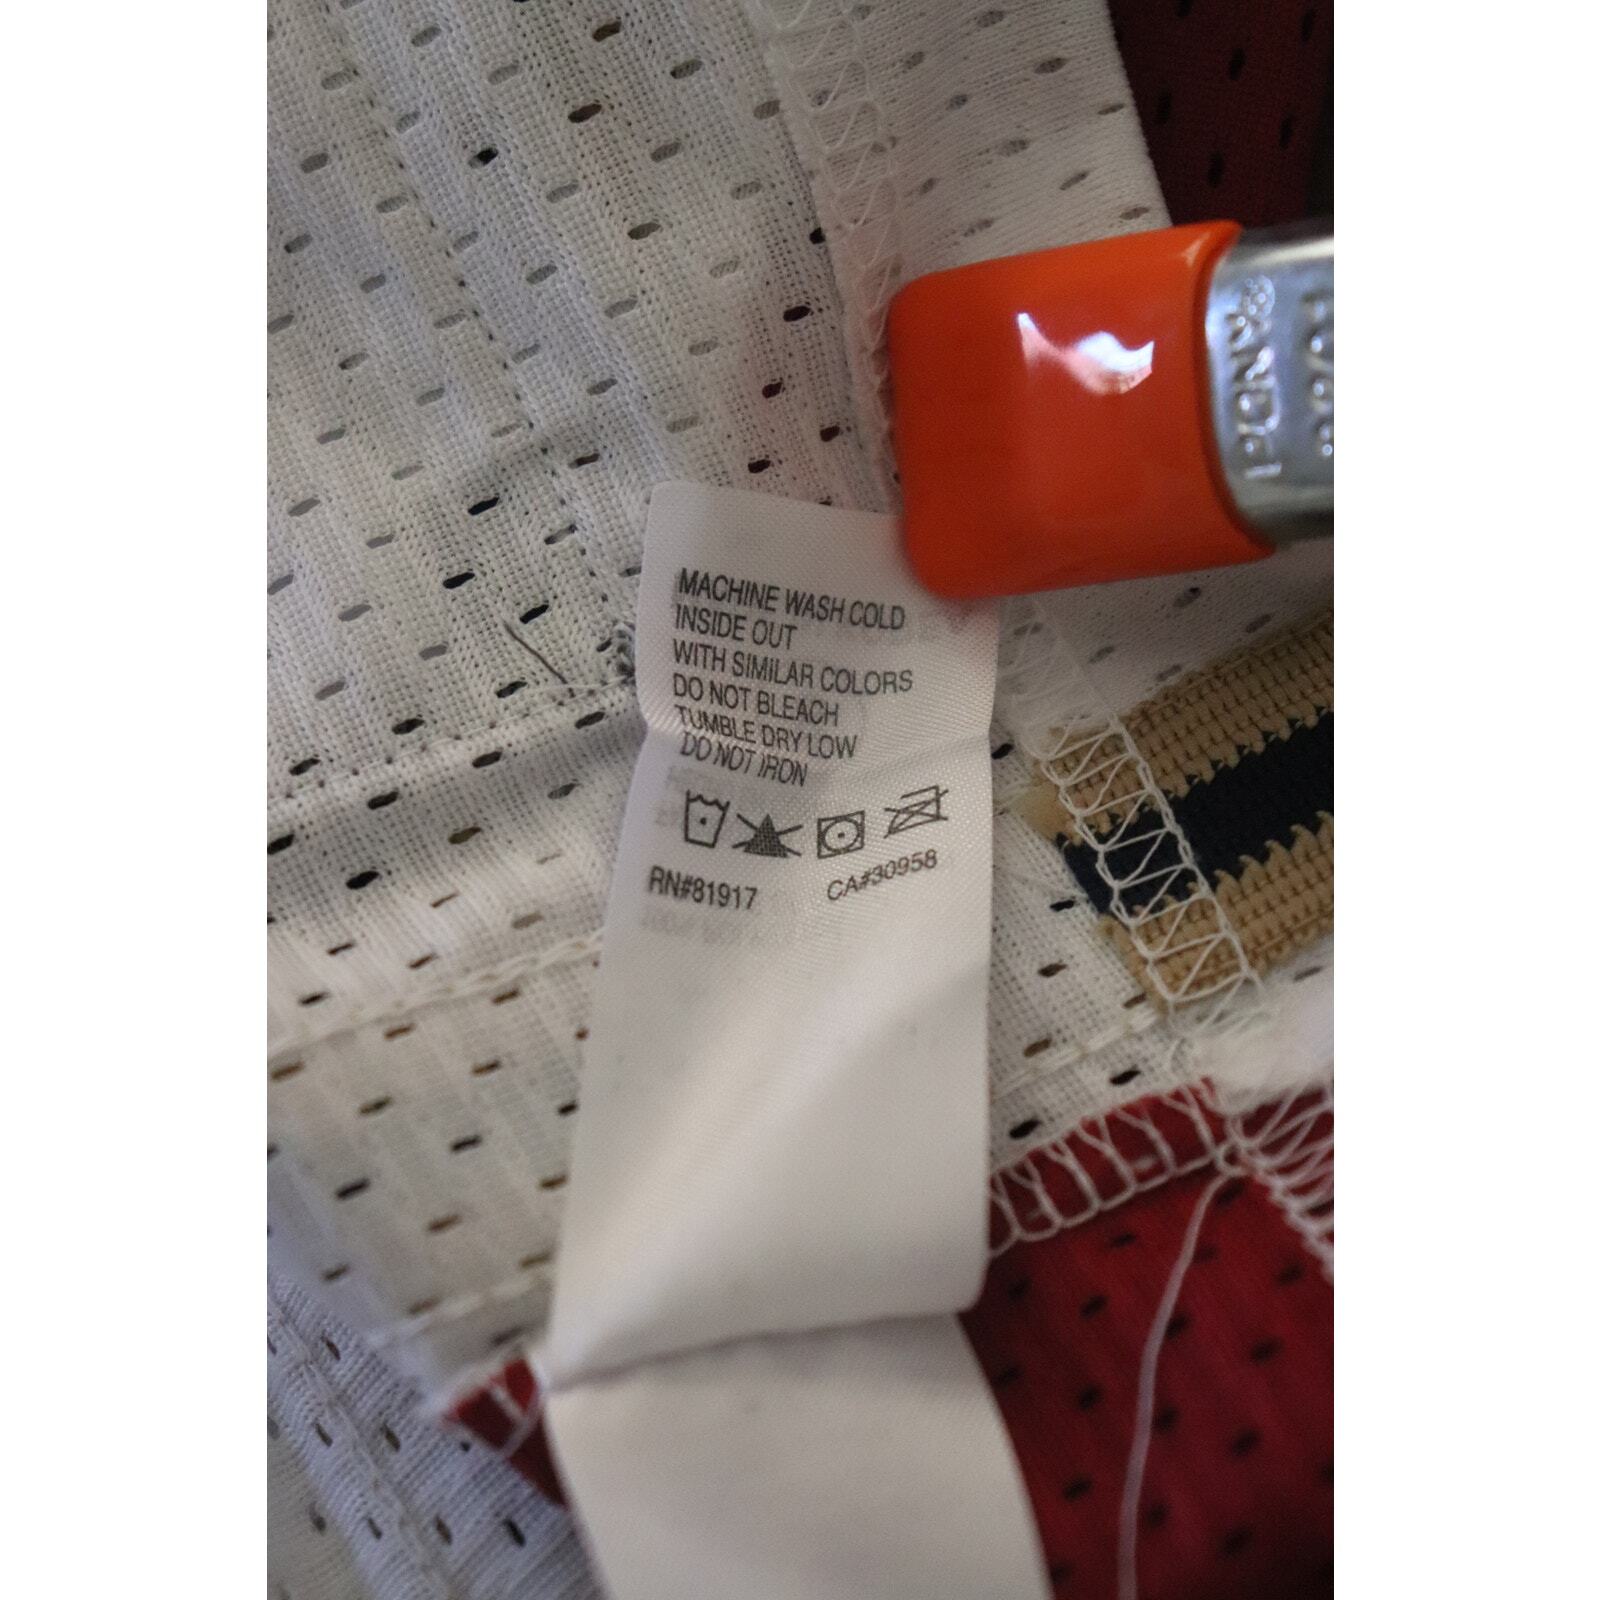 MACHINE WASH COLD
INSIDE OUT
WITH SIMILAR COLORS
DO NOT BLEACH
TUMBLE DRY LOW
DO NOT IRON
RN#81917 CA#30958